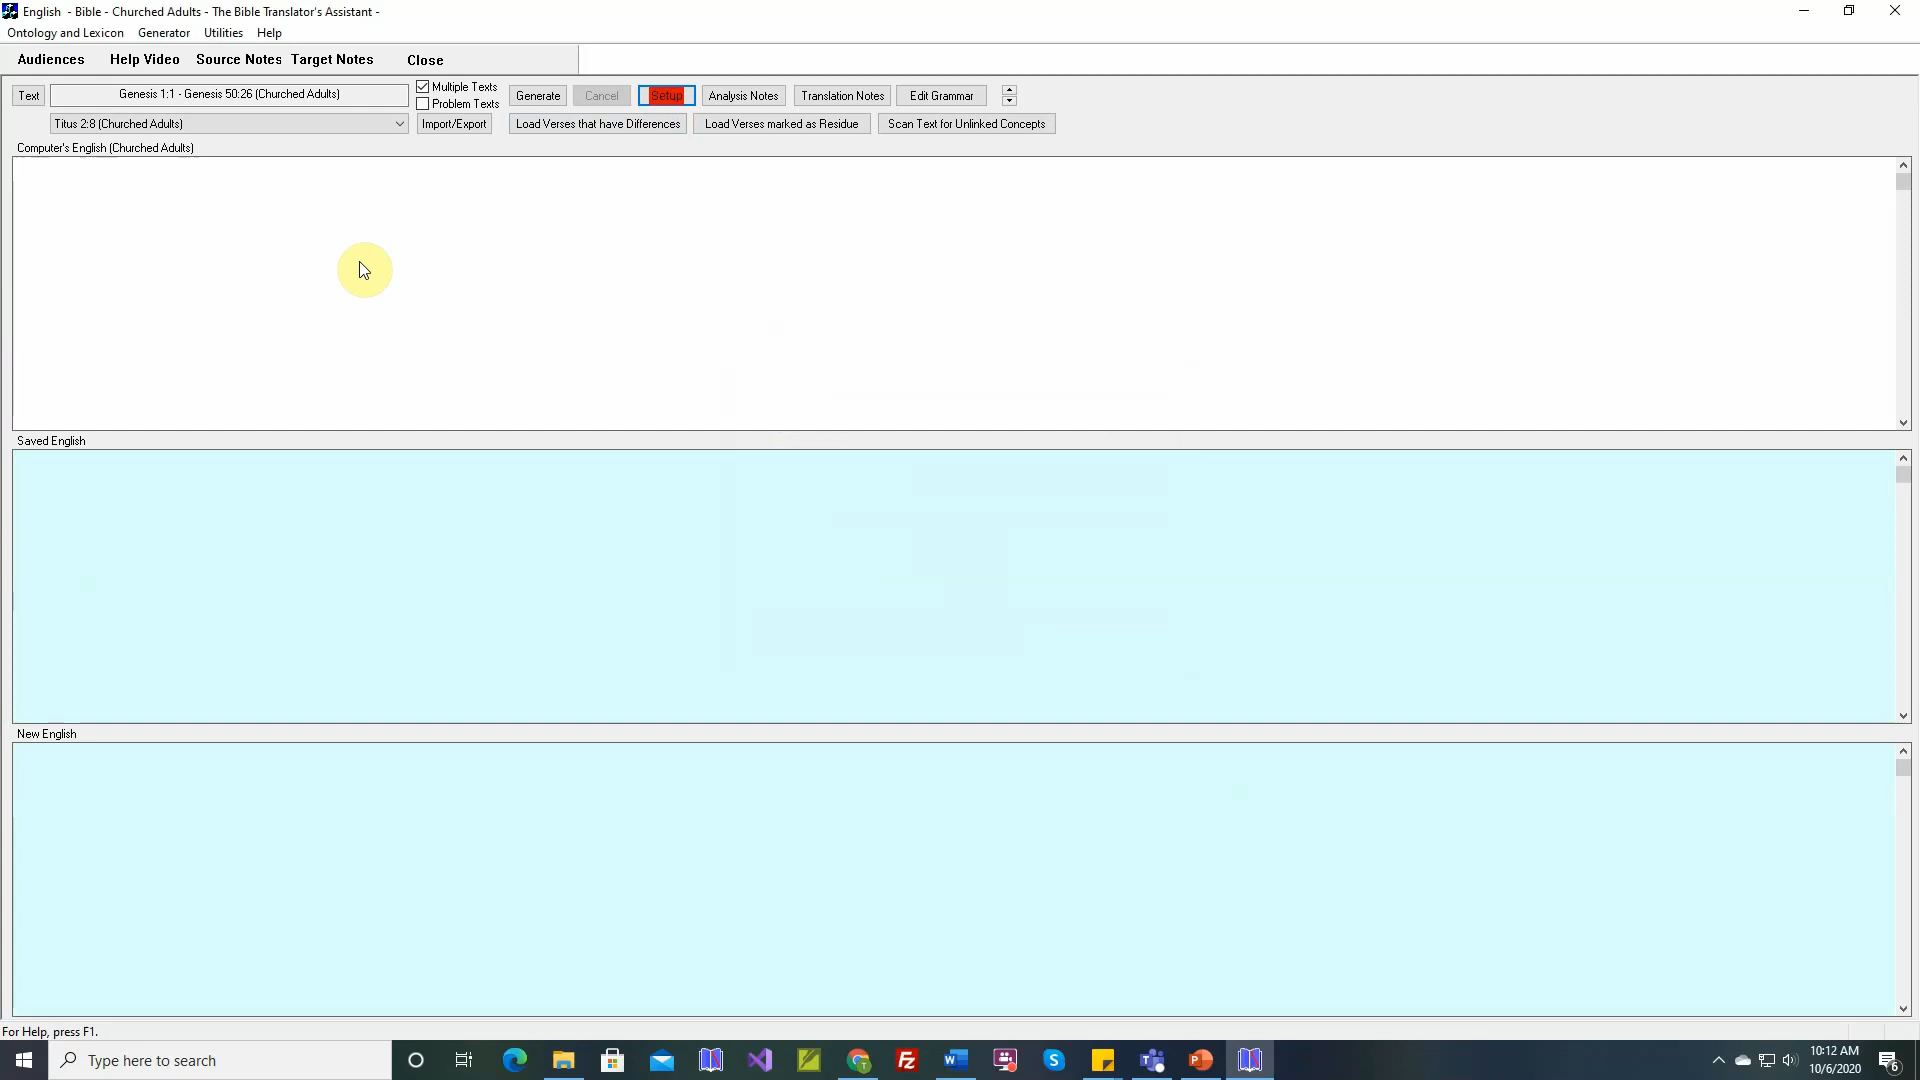 English - Bible - Churched Adults - The Bible Translator's Assistant -
Ontology and Lexicon Generator Utilities Help
Audiences Help Video Source Notes Target Notes Close
Text Genesis 1:1 - Genesis 50:26 (Churched Adults) Multiple Texts Generate Cancel Setup Analysis Notes Translation Notes Edit Grammar
Problem Texts
Titus 2:8 (Churched Adults) Import/Export Load Verses that have Differences Load Verses marked as Residue Scan Text for Unlinked Concepts
Computer's English (Churched Adults)
Saved English
New English
For Help, press F1.
Type here to search
10:12 AM
10/6/2020
6